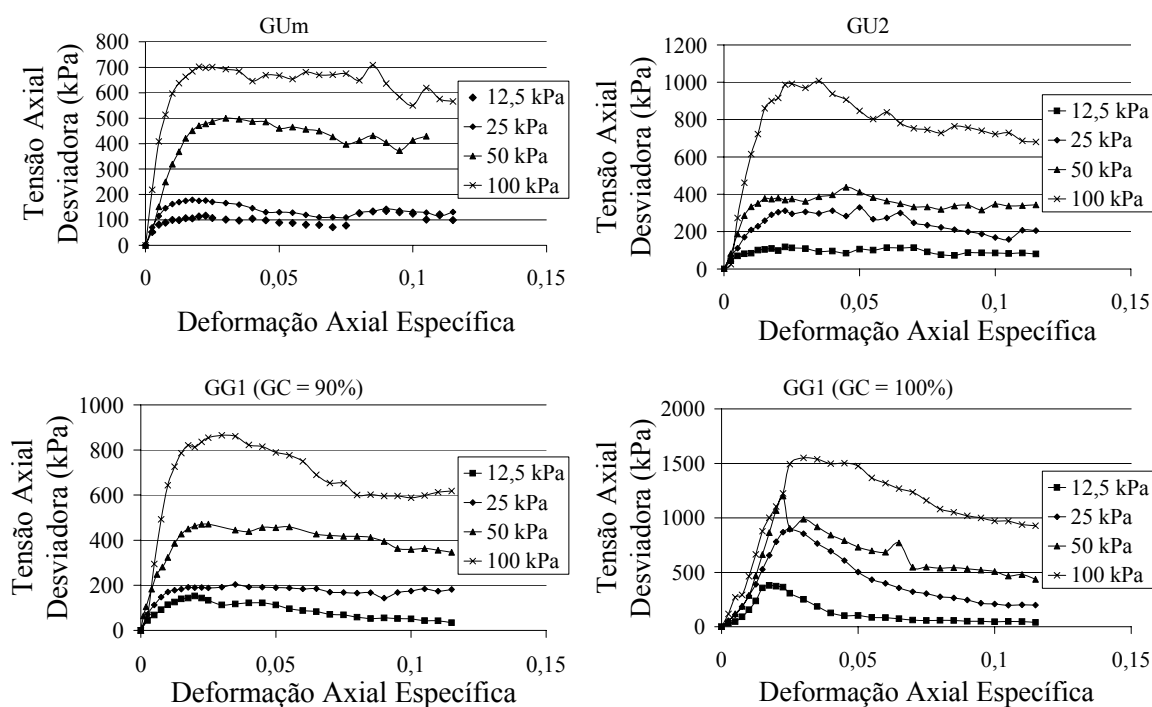 GUm
Tensão Axial
Desviadora (kPa)
800
700
600
500
400
300
200
100
0
0
0,05
0,1
0,15
Deformação Axial Específica
12,5 kPa
25 kPa
50 kPa
100 kPa
GU2
Tensão Axial
Desviadora (kPa)
1200
1000
800
600
400
200
0
0
0,05
0,1
0,15
Deformação Axial Específica
12,5 kPa
25 kPa
50 kPa
100 kPa
GG1 (GC = 90%)
Tensão Axial
Desviadora (kPa)
1000
800
600
400
200
0
0
0,05
0,1
0,15
Deformação Axial Específica
12,5 kPa
25 kPa
50 kPa
100 kPa
GG1 (GC = 100%)
Tensão Axial
Desviadora (kPa)
2000
1500
1000
500
0
0
0,05
0,1
0,15
Deformação Axial Específica
12,5 kPa
25 kPa
50 kPa
100 kPa